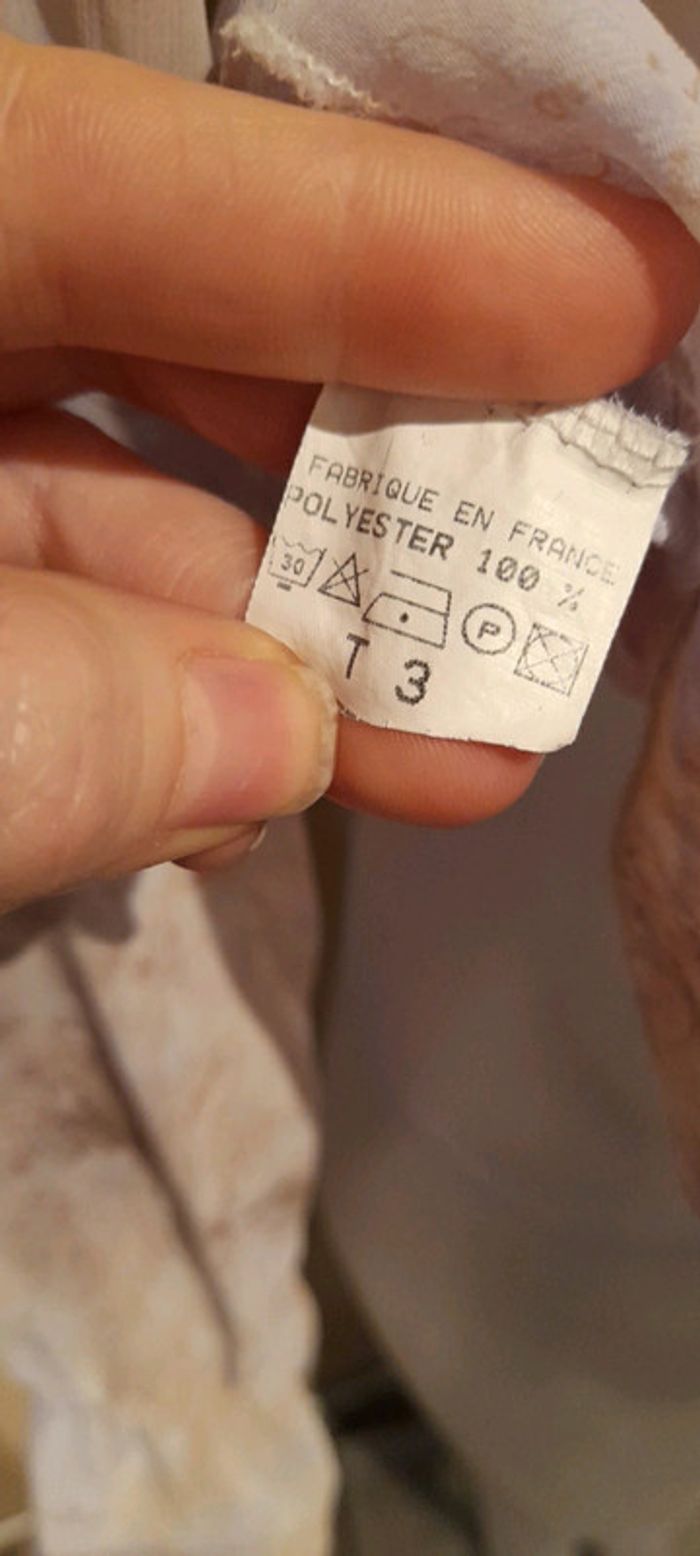 FABRIQUE EN FRANCE
POLYESTER 100 %
30 P
T 3